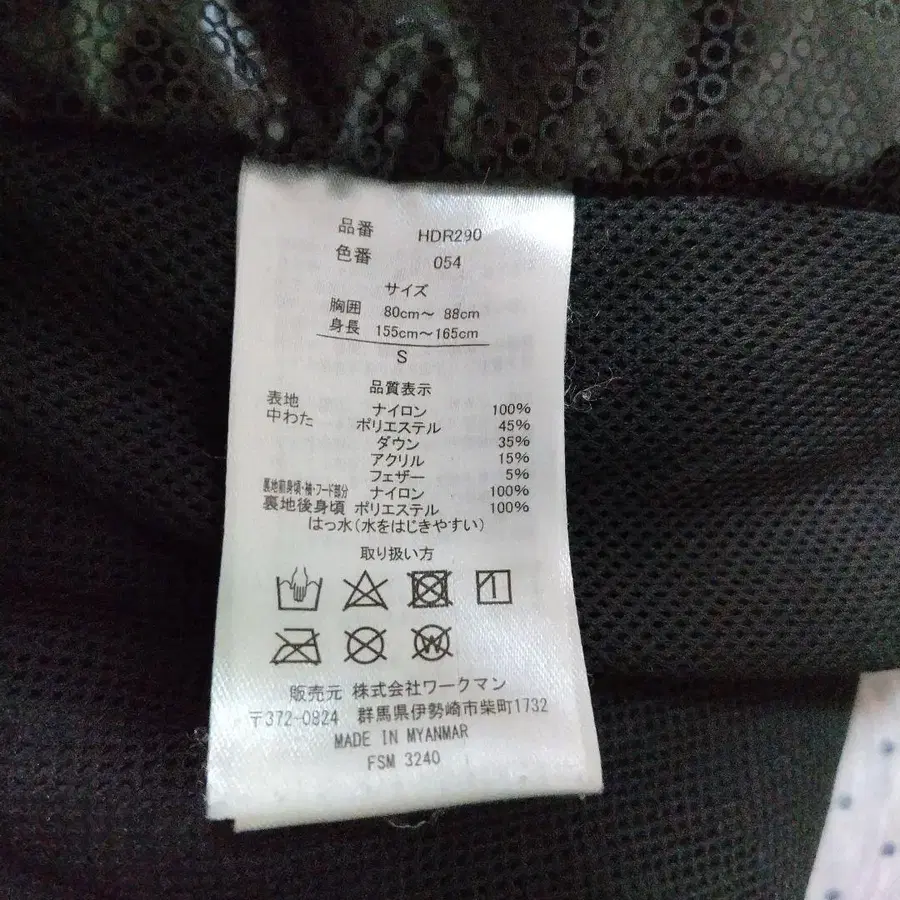 品番 HDR290
色番 054
サイズ
胸囲 80cm〜 88cm
身長 155cm〜165cm
S
品質表示
表地 ナイロン 100%
中わた ポリエステル 45%
ダウン 35%
アクリル 15%
フェザー 5%
裏地前身頃・袖・フード部分 ナイロン 100%
裏地後身頃 ポリエステル 100%
はっ水(水をはじきやすい)
取り扱い方
W
販売元 株式会社ワークマン
〒372-0824 群馬県伊勢崎市柴町1732
MADE IN MYANMAR
FSM 3240